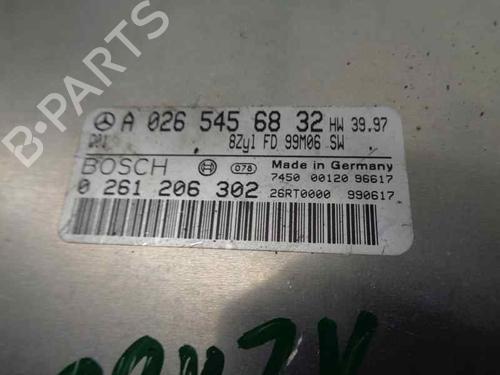 A 026 545 68 32 HW 39.97
8Zyl FD 99M06 SW
BOSCH 078 Made in Germany
7450 00120 96617
0 261 206 302 26RT0000 990617
B-PARTS